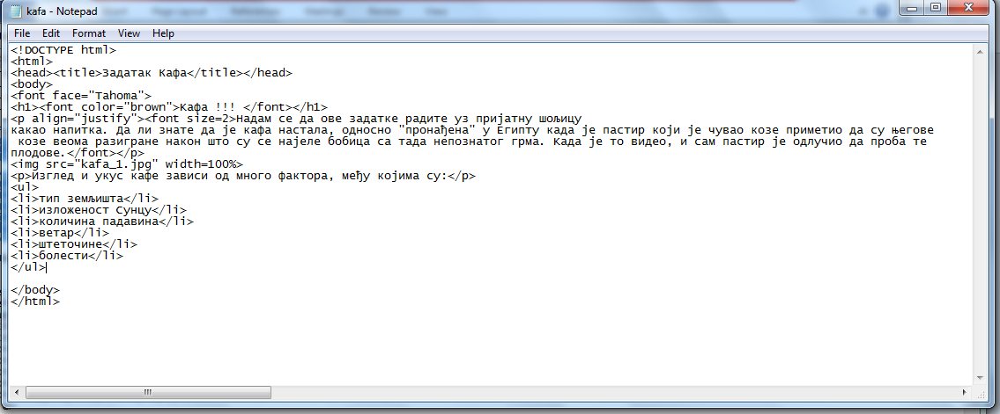 kafa - Notepad
File Edit Format View Help
<!DOCTYPE html>
<html>
<head><title>Задатак Кафа</title></head>
<body>
<font face="Tahoma">
<h1><font color="brown">Кафа !!! </font></h1>
<p align="justify"><font size=2>Надам се да ове задатке радите уз пријатну шољицу
какао напитка. Да ли знате да је кафа настала, односно "пронађена" у Египту када је пастир који је чувао козе приметио да су његове
козе веома разигране након што су се најеле бобица са тада непознатог грма. Када је то видео, и сам пастир је одлучио да проба те
плодове.</font></p>
<img src="kafa_1.jpg" width=100%>
<p>Изглед и укус кафе зависи од много фактора, међу којима су:</p>
<ul>
<li>тип земљишта</li>
<li>изложеност Сунцу</li>
<li>количина падавина</li>
<li>ветар</li>
<li>штеточине</li>
<li>болести</li>
</ul>
</body>
</html>